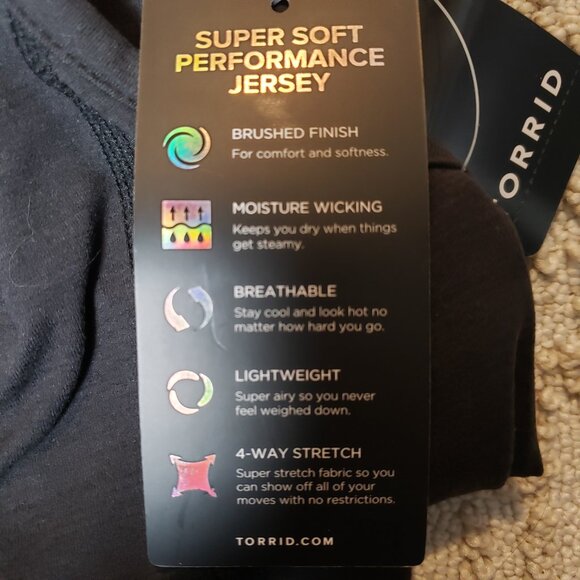 SUPER SOFT
PERFORMANCE
JERSEY
BRUSHED FINISH
For comfort and softness.
MOISTURE WICKING
Keeps you dry when things
get steamy.
BREATHABLE
Stay cool and look hot no
matter how hard you go.
LIGHTWEIGHT
Super airy so you never
feel weighed down.
4-WAY STRETCH
Super stretch fabric so you
can show off all of your
moves with no restrictions.
TORRID.COM
TORRID